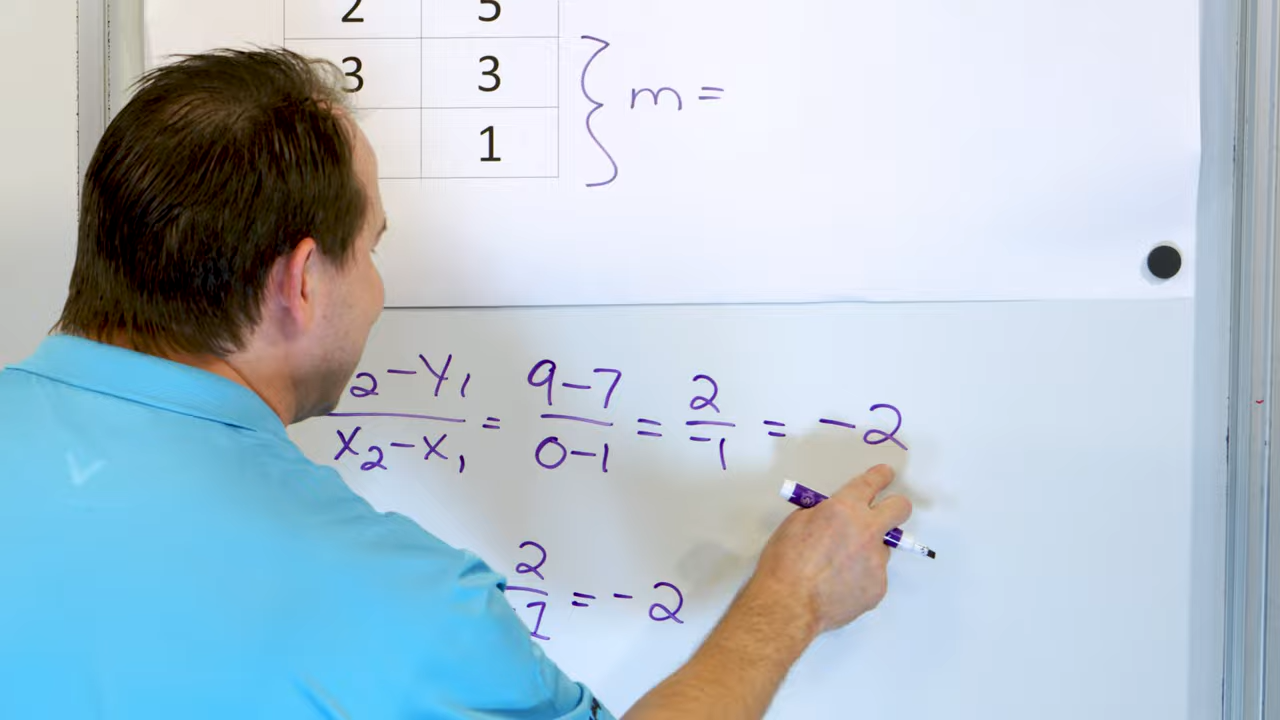 2 5
3 3
m =
1
2 - Y1 / X2 - X1 = 9 - 7 / 0 - 1 = 2 / -1 = -2
2 / -1 = -2